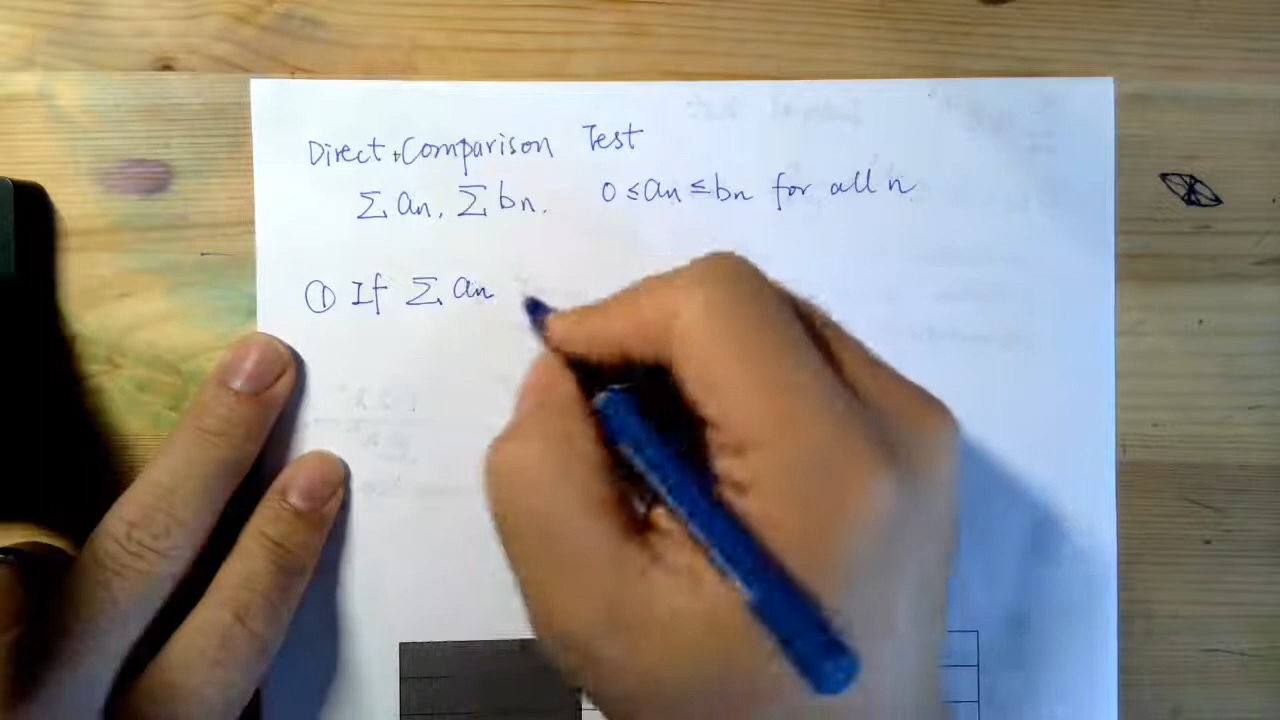 Direct Comparison Test
∑ an, ∑ bn. 0 ≤ an ≤ bn for all n
① If ∑ an